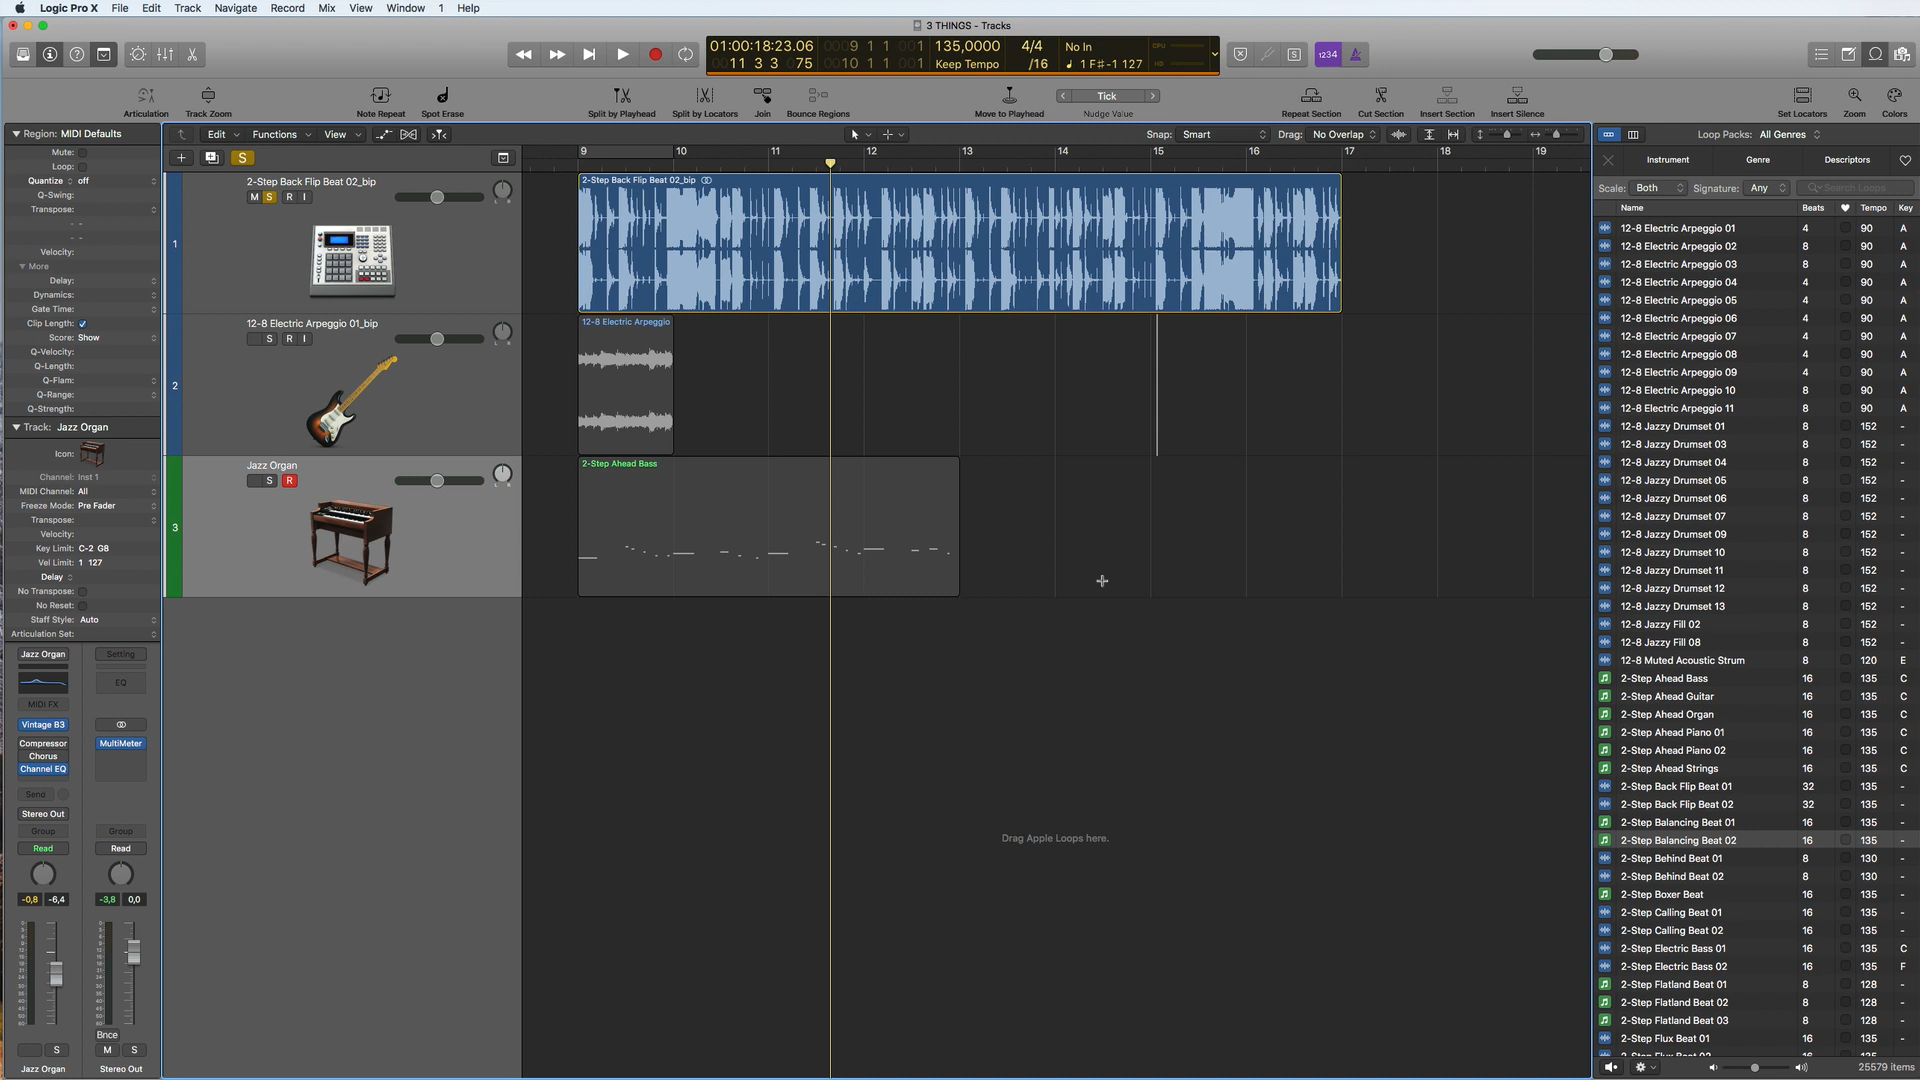 Logic Pro X File Edit Track Navigate Record Mix View Window 1 Help
3 THINGS - Tracks
01:00:18:23.06 0009 1 1 001 135,0000 4/4 No In CPU
0011 3 3 075 0010 1 1 001 Keep Tempo /16 1 F#-1 127 HD
1234
Articulation Track Zoom Note Repeat Spot Erase Split by Playhead Split by Locators Join Bounce Regions Move to Playhead Tick Nudge Value Repeat Section Cut Section Insert Section Insert Silence Set Locators Zoom Colors
Region: MIDI Defaults
Mute:
Loop:
Quantize off
Q-Swing:
Transpose:
Velocity:
More
Delay:
Dynamics:
Gate Time:
Clip Length:
Score: Show
Q-Velocity:
Q-Length:
Q-Flam:
Q-Range:
Q-Strength:
Track: Jazz Organ
Icon:
Channel: Inst 1
MIDI Channel: All
Freeze Mode: Pre Fader
Transpose:
Velocity:
Key Limit: C-2 G8
Vel Limit: 1 127
Delay
No Transpose:
No Reset:
Staff Style: Auto
Articulation Set:
Jazz Organ Setting
EQ
MIDI FX
Vintage B3
Compressor MultiMeter
Chorus
Channel EQ
Send
Stereo Out
Group Group
Read Read
-0,8 -6,4 -3,8 0,0
Bnce
S M S
Jazz Organ Stereo Out
Edit Functions View Snap: Smart Drag: No Overlap
S
9 10 11 12 13 14 15 16 17 18 19
1
2-Step Back Flip Beat 02_bip
M S R I
2-Step Back Flip Beat 02_bip
2
12-8 Electric Arpeggio 01_bip
S R I
12-8 Electric Arpeggio
3
Jazz Organ
S R
2-Step Ahead Bass
Drag Apple Loops here.
Loop Packs: All Genres
Instrument Genre Descriptors
Scale: Both Signature: Any Search Loops
Name Beats Tempo Key
12-8 Electric Arpeggio 01 4 90 A
12-8 Electric Arpeggio 02 8 90 A
12-8 Electric Arpeggio 03 8 90 A
12-8 Electric Arpeggio 04 4 90 A
12-8 Electric Arpeggio 05 4 90 A
12-8 Electric Arpeggio 06 4 90 A
12-8 Electric Arpeggio 07 4 90 A
12-8 Electric Arpeggio 08 4 90 A
12-8 Electric Arpeggio 09 4 90 A
12-8 Electric Arpeggio 10 8 90 A
12-8 Electric Arpeggio 11 8 90 A
12-8 Jazzy Drumset 01 8 152 -
12-8 Jazzy Drumset 03 8 152 -
12-8 Jazzy Drumset 04 8 152 -
12-8 Jazzy Drumset 05 8 152 -
12-8 Jazzy Drumset 06 8 152 -
12-8 Jazzy Drumset 07 8 152 -
12-8 Jazzy Drumset 09 8 152 -
12-8 Jazzy Drumset 10 8 152 -
12-8 Jazzy Drumset 11 8 152 -
12-8 Jazzy Drumset 12 8 152 -
12-8 Jazzy Drumset 13 8 152 -
12-8 Jazzy Fill 02 8 152 -
12-8 Jazzy Fill 08 8 152 -
12-8 Muted Acoustic Strum 8 120 E
2-Step Ahead Bass 16 135 C
2-Step Ahead Guitar 16 135 C
2-Step Ahead Organ 16 135 C
2-Step Ahead Piano 01 16 135 C
2-Step Ahead Piano 02 16 135 C
2-Step Ahead Strings 16 135 C
2-Step Back Flip Beat 01 32 135 -
2-Step Back Flip Beat 02 32 135 -
2-Step Balancing Beat 01 16 135 -
2-Step Balancing Beat 02 16 135 -
2-Step Behind Beat 01 8 130 -
2-Step Behind Beat 02 8 130 -
2-Step Boxer Beat 16 135 -
2-Step Calling Beat 01 16 135 -
2-Step Calling Beat 02 16 135 -
2-Step Electric Bass 01 16 135 C
2-Step Electric Bass 02 16 135 F
2-Step Flatland Beat 01 8 128 -
2-Step Flatland Beat 02 8 128 -
2-Step Flatland Beat 03 8 128 -
2-Step Flux Beat 01 16 135 -
25579 items